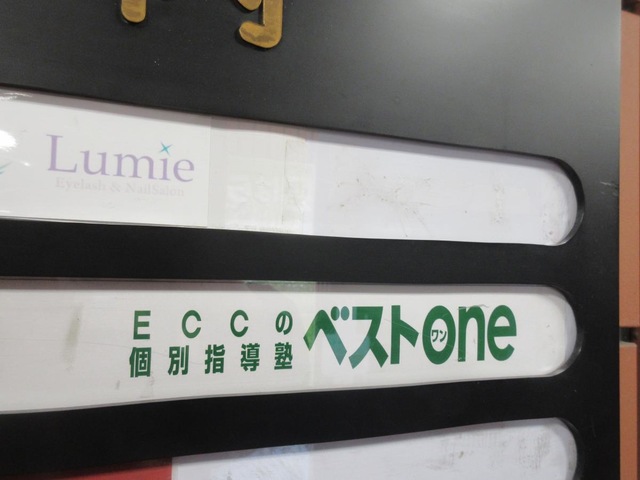 Lumie
Eyelash & Nail Salon
ECCの
個別指導塾
ベストone
ワン